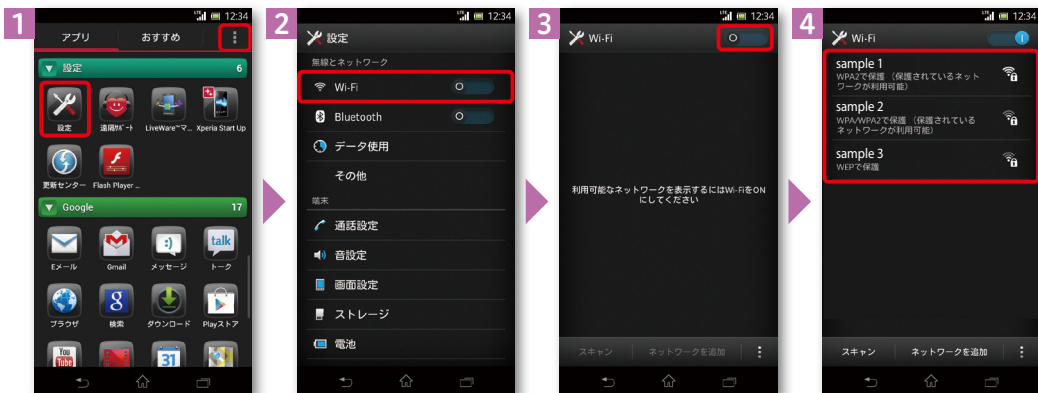 1
LTE 12:34
アプリ
おすすめ
設定 6
設定
遠隔サポート
LiveWare™マ...
Xperia Start Up
更新センター
Flash Player ...
Google 17
talk
Eメール
Gmail
メッセージ
トーク
8
ブラウザ
検索
ダウンロード
Playストア
You
Tube
31
2
LTE 12:34
設定
無線とネットワーク
Wi-Fi
Bluetooth
データ使用
その他
端末
通話設定
音設定
画面設定
ストレージ
電池
3
LTE 12:34
Wi-Fi
利用可能なネットワークを表示するにはWi-FiをON
にしてください
スキャン
ネットワークを追加
4
LTE 12:34
Wi-Fi
sample 1
WPA2で保護（保護されているネット
ワークが利用可能）
sample 2
WPA/WPA2で保護（保護されている
ネットワークが利用可能）
sample 3
WEPで保護
スキャン
ネットワークを追加